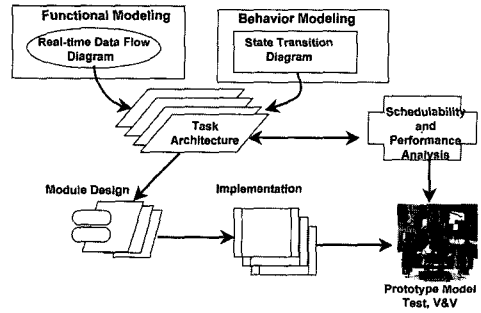 Functional Modeling
Real-time Data Flow
Diagram
Behavior Modeling
State Transition
Diagram
Task
Architecture
Schedulability
and
Performance
Analysis
Module Design
Implementation
Prototype Model
Test, V&V